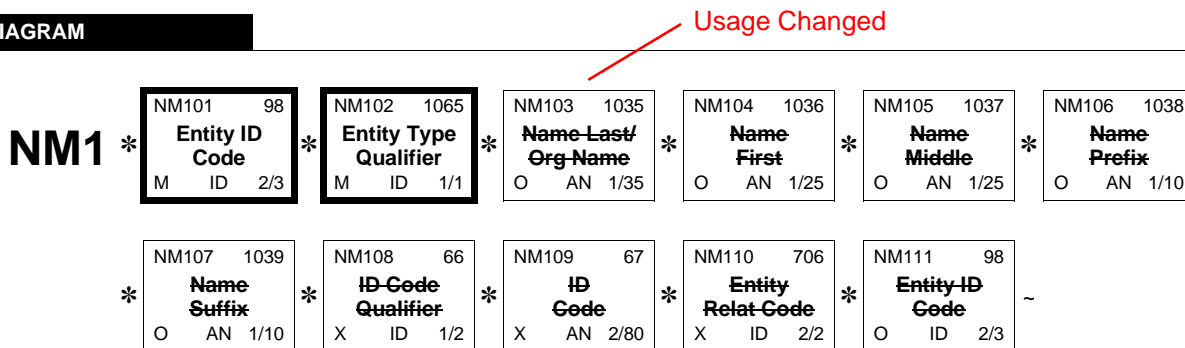 IAGRAM
Usage Changed
NM1 * NM101 98 * NM102 1065 * NM103 1035 * NM104 1036 * NM105 1037 * NM106 1038
Entity ID Entity Type Name Last/ Name Name Name
Code Qualifier Org Name First Middle Prefix
M ID 2/3 M ID 1/1 O AN 1/35 O AN 1/25 O AN 1/25 O AN 1/10
* NM107 1039 * NM108 66 * NM109 67 * NM110 706 * NM111 98 ~
Name ID Code ID Entity Entity ID
Suffix Qualifier Code Relat Code Code
O AN 1/10 X ID 1/2 X AN 2/80 X ID 2/2 O ID 2/3